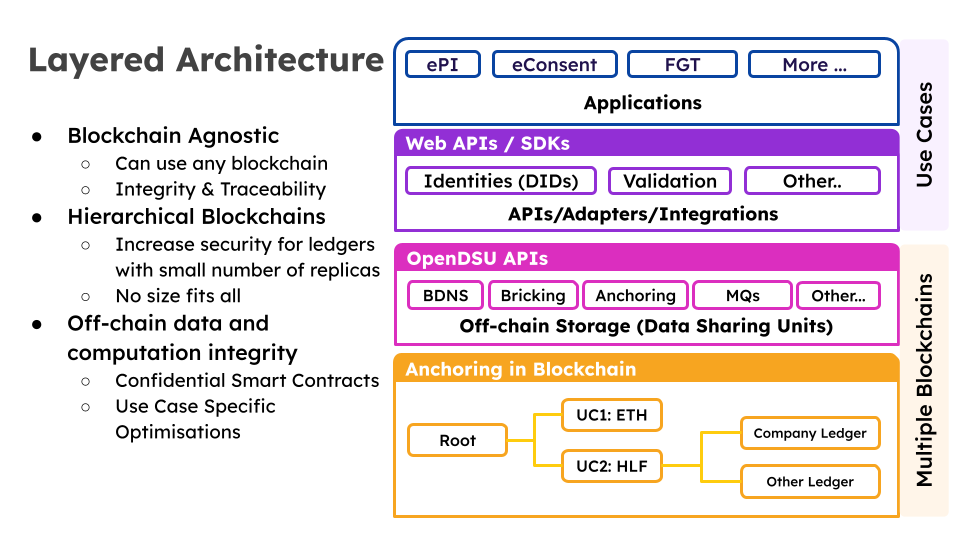 Layered Architecture
● Blockchain Agnostic
○ Can use any blockchain
○ Integrity & Traceability
● Hierarchical Blockchains
○ Increase security for ledgers
with small number of replicas
○ No size fits all
● Off-chain data and
computation integrity
○ Confidential Smart Contracts
○ Use Case Specific
Optimisations
ePI eConsent FGT More ...
Applications
Web APIs / SDKs
Identities (DIDs) Validation Other..
APIs/Adapters/Integrations
Use Cases
OpenDSU APIs
BDNS Bricking Anchoring MQs Other...
Off-chain Storage (Data Sharing Units)
Anchoring in Blockchain
Root
UC1: ETH
UC2: HLF
Company Ledger
Other Ledger
Multiple Blockchains